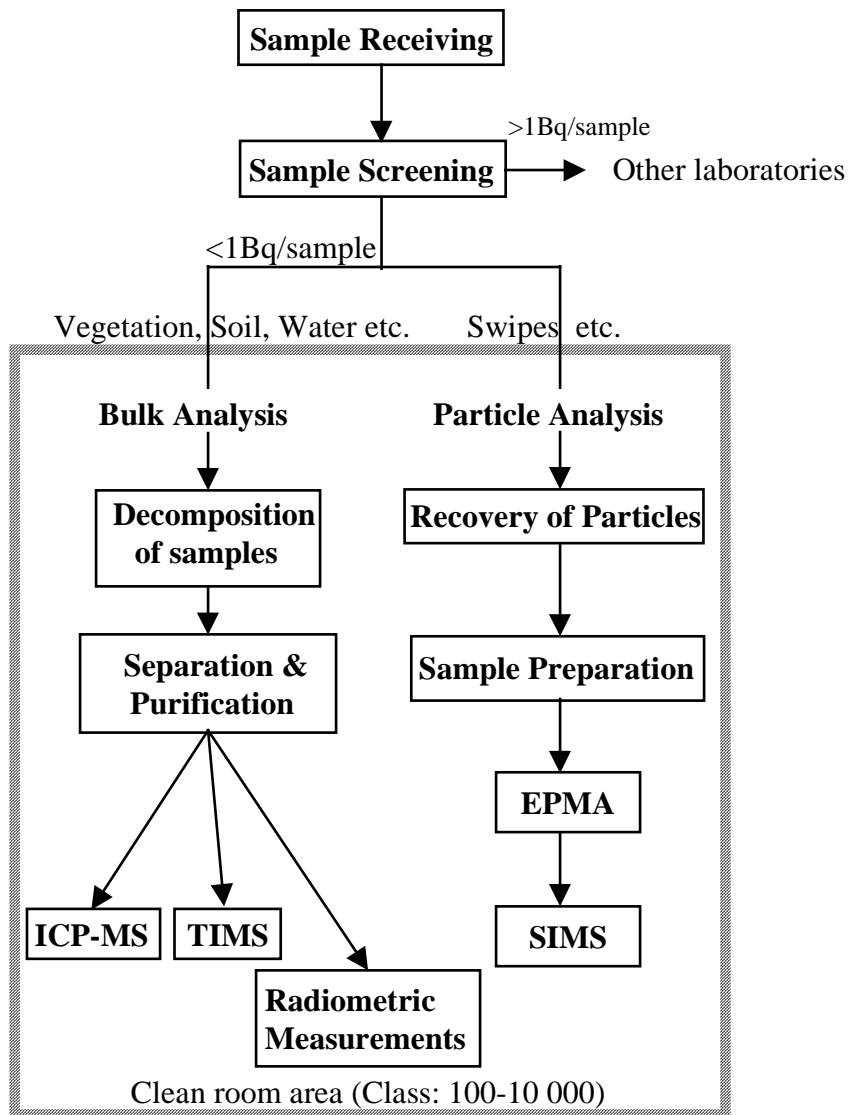 Sample Receiving
>1Bq/sample
Sample Screening
Other laboratories
<1Bq/sample
Vegetation, Soil, Water etc.
Swipes etc.
Bulk Analysis
Particle Analysis
Decomposition
of samples
Recovery of Particles
Separation &
Purification
Sample Preparation
EPMA
ICP-MS
TIMS
SIMS
Radiometric
Measurements
Clean room area (Class: 100-10 000)